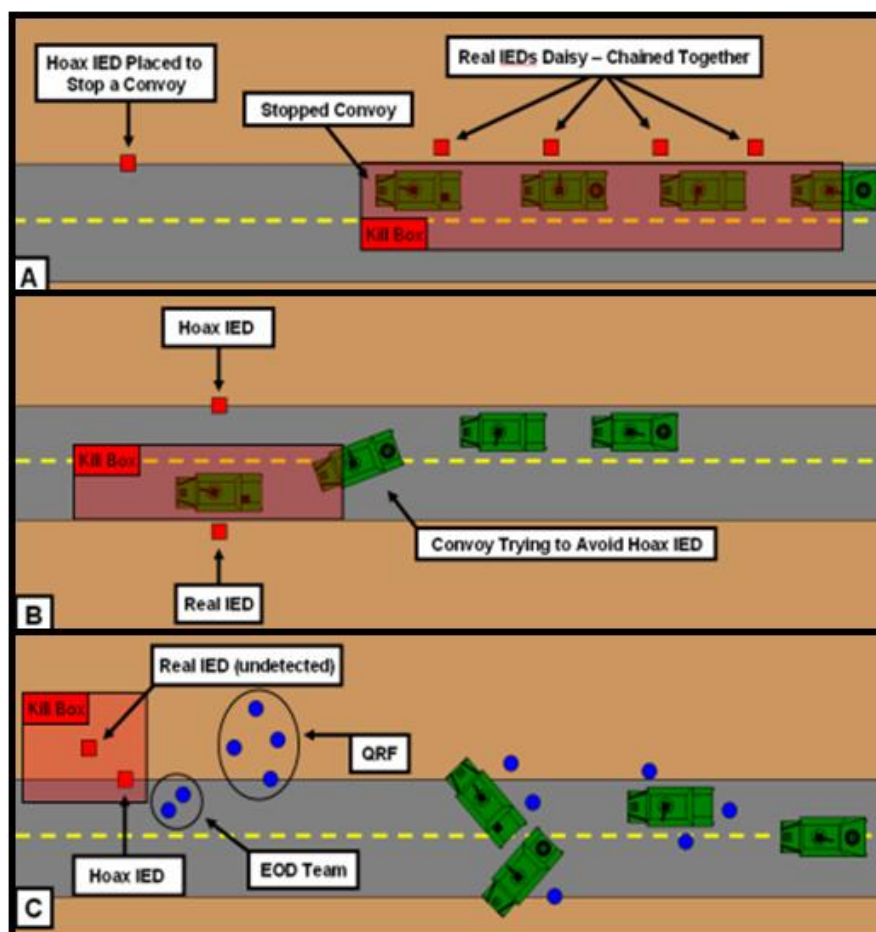 Hoax IED Placed to
Stop a Convoy
Real IEDs Daisy – Chained Together
Stopped Convoy
Kill Box
A
Hoax IED
Kill Box
Convoy Trying to Avoid Hoax IED
Real IED
B
Real IED (undetected)
Kill Box
QRF
Hoax IED
EOD Team
C